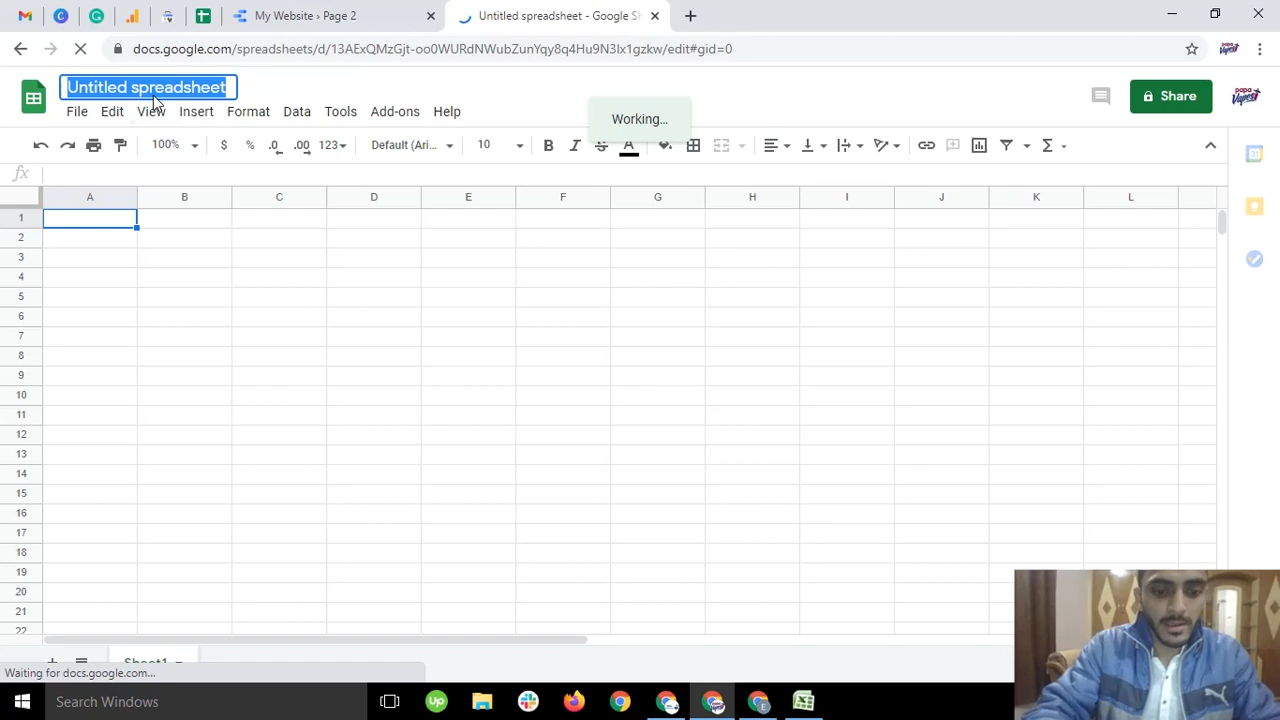 My Website › Page 2
Untitled spreadsheet - Google Sh
docs.google.com/spreadsheets/d/13AExQMzGjt-oo0WURdNWubZunYqy8q4Hu9N3lx1gzkw/edit#gid=0
Untitled spreadsheet
File Edit View Insert Format Data Tools Add-ons Help
Working...
Share
100% $ % .0 .00 123 Default (Ari... 10 B I S A
fx
A B C D E F G H I J K L
1
2
3
4
5
6
7
8
9
10
11
12
13
14
15
16
17
18
19
20
21
22
Sheet1
Waiting for docs.google.com...
Search Windows